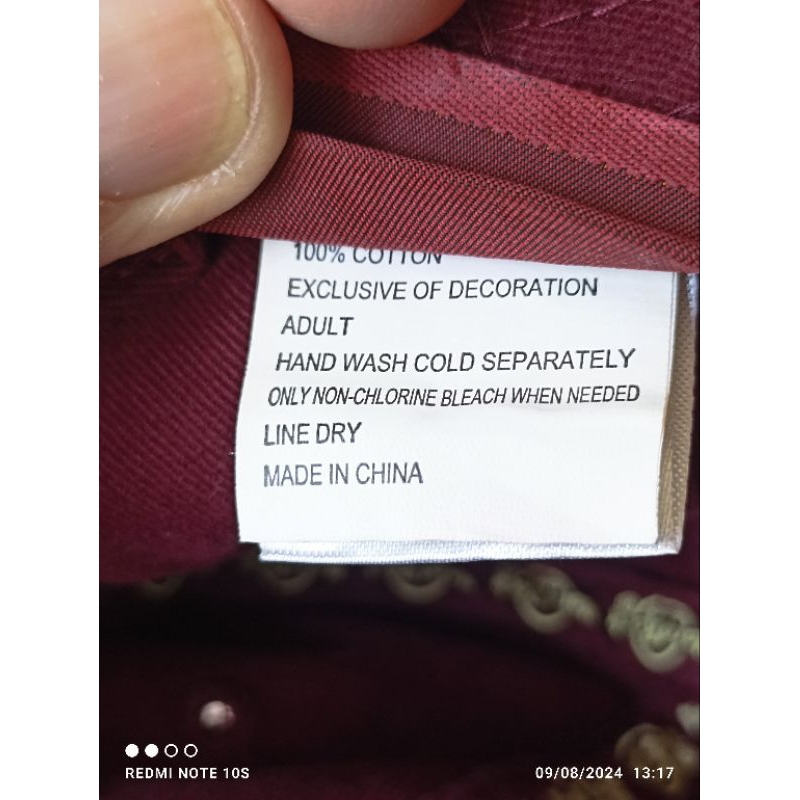 100% COTTON
EXCLUSIVE OF DECORATION
ADULT
HAND WASH COLD SEPARATELY
ONLY NON-CHLORINE BLEACH WHEN NEEDED
LINE DRY
MADE IN CHINA
REDMI NOTE 10S
09/08/2024 13:17